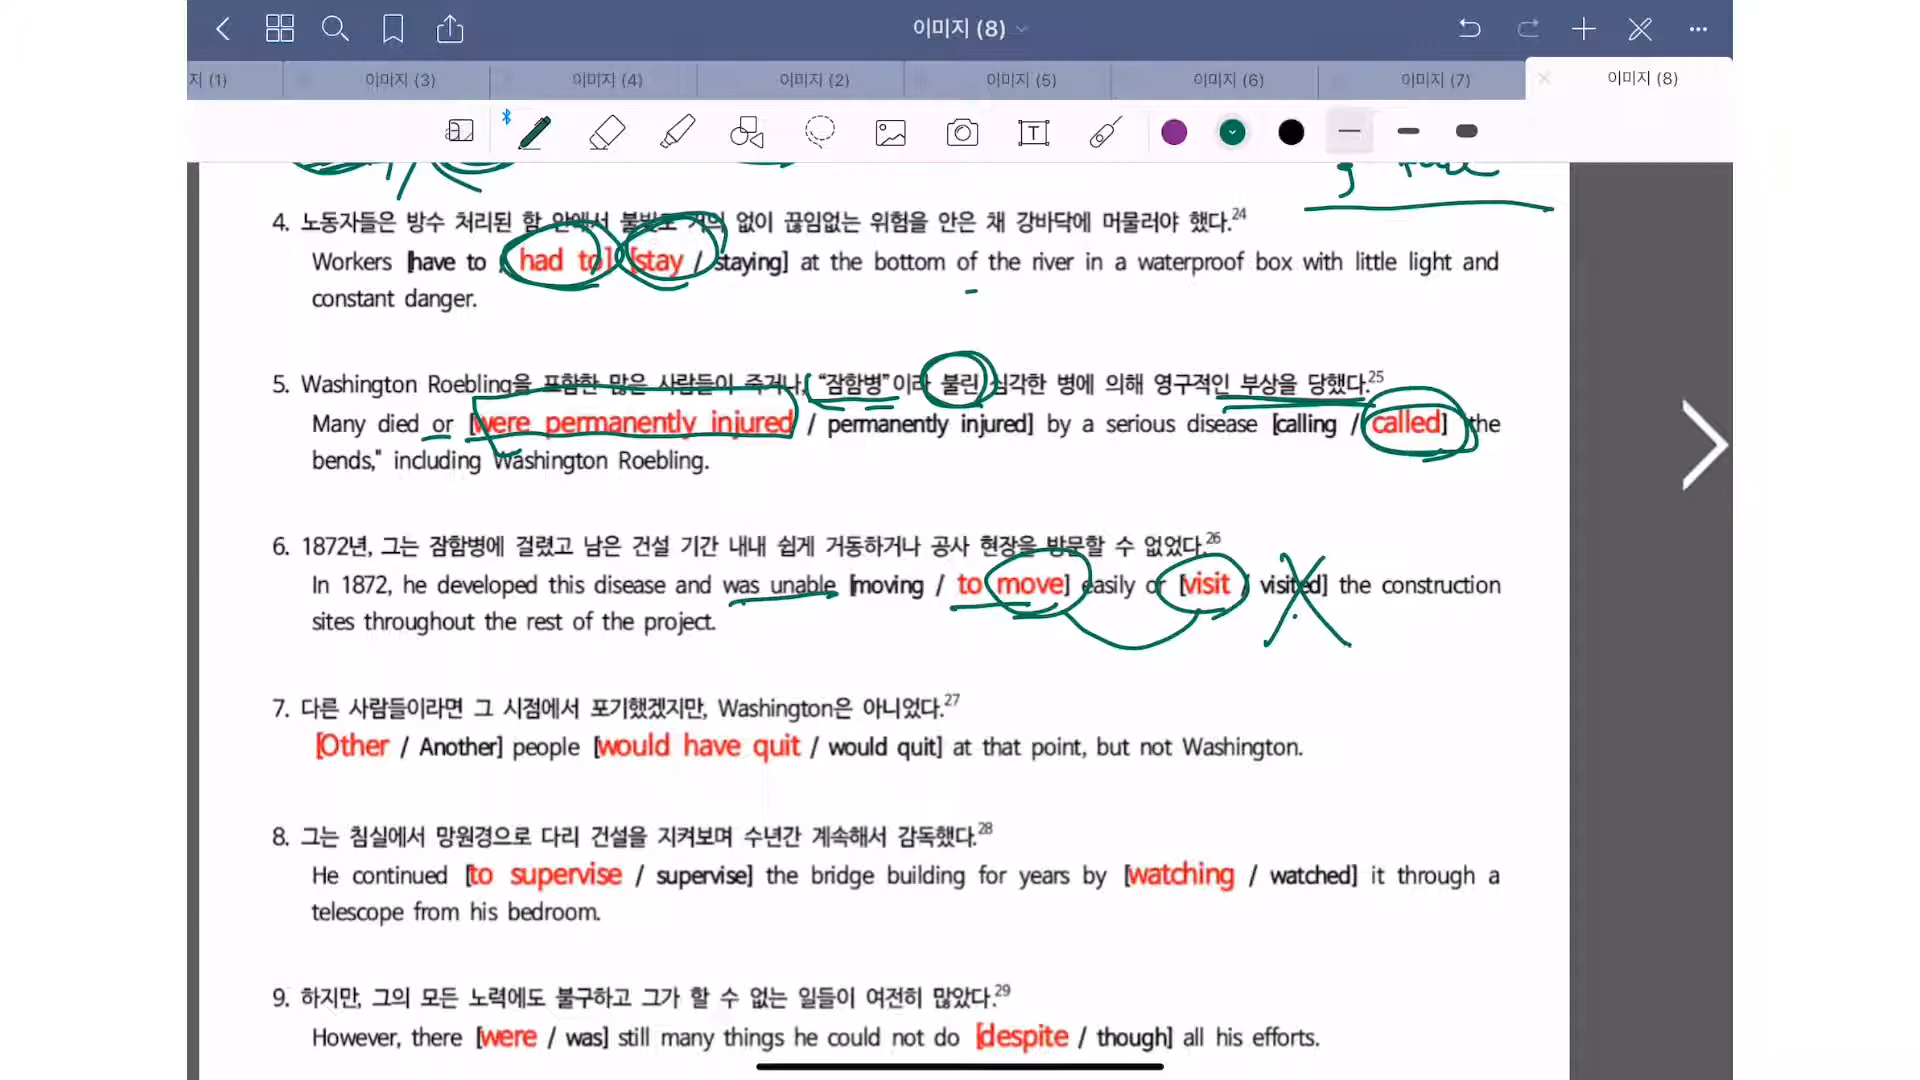 이미지 (8)
지 (1)
이미지 (3)
이미지 (4)
이미지 (2)
이미지 (5)
이미지 (6)
이미지 (7)
이미지 (8)
4. 노동자들은 방수 처리된 함 안에서 불빛도 거의 없이 끊임없는 위험을 안은 채 강바닥에 머물러야 했다.24
Workers [have to / had to] [stay / staying] at the bottom of the river in a waterproof box with little light and
constant danger.
5. Washington Roebling을 포함한 많은 사람들이 죽거나, “잠함병”이라 불린 심각한 병에 의해 영구적인 부상을 당했다.25
Many died or [were permanently injured / permanently injured] by a serious disease [calling / called] "the
bends," including Washington Roebling.
6. 1872년, 그는 잠함병에 걸렸고 남은 건설 기간 내내 쉽게 거동하거나 공사 현장을 방문할 수 없었다.26
In 1872, he developed this disease and was unable [moving / to move] easily or [visit / visited] the construction
sites throughout the rest of the project.
7. 다른 사람들이라면 그 시점에서 포기했겠지만, Washington은 아니었다.27
[Other / Another] people [would have quit / would quit] at that point, but not Washington.
8. 그는 침실에서 망원경으로 다리 건설을 지켜보며 수년간 계속해서 감독했다.28
He continued [to supervise / supervise] the bridge building for years by [watching / watched] it through a
telescope from his bedroom.
9. 하지만, 그의 모든 노력에도 불구하고 그가 할 수 없는 일들이 여전히 많았다.29
However, there [were / was] still many things he could not do [despite / though] all his efforts.